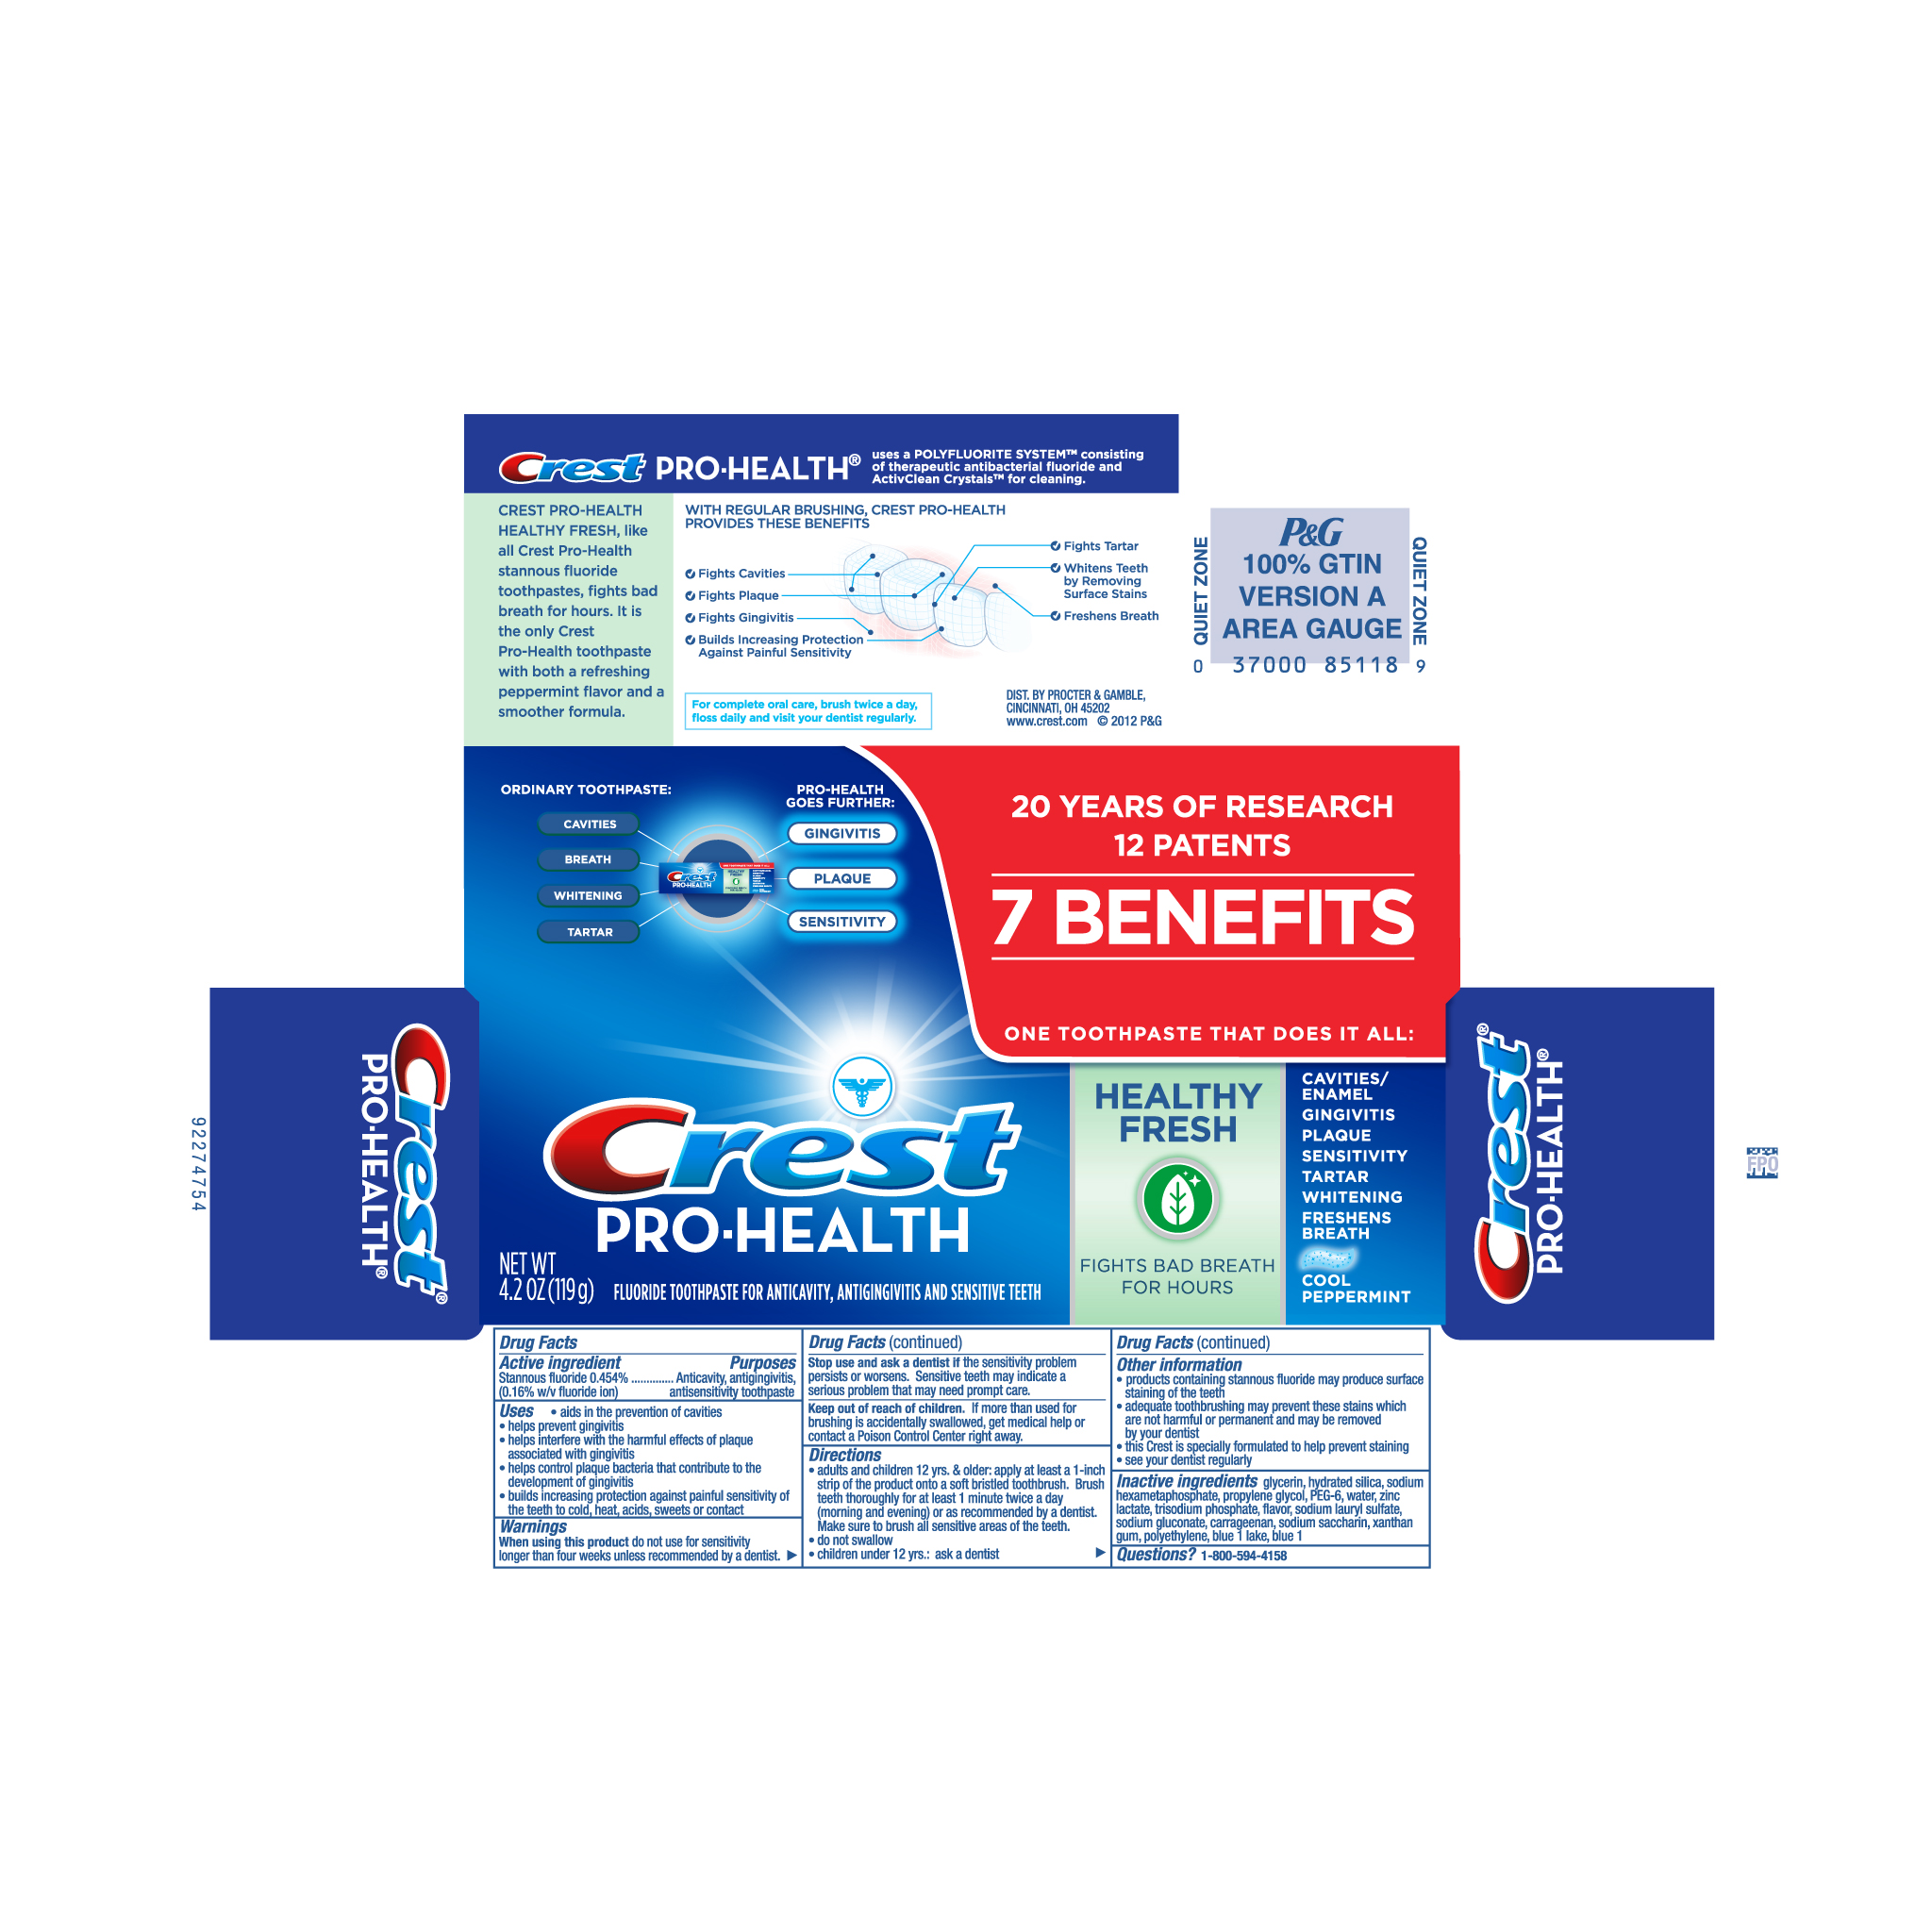 Crest PRO-HEALTH®
uses a POLYFLUORITE SYSTEM™ consisting
of therapeutic antibacterial fluoride and
ActivClean Crystals™ for cleaning.
CREST PRO-HEALTH
HEALTHY FRESH, like
all Crest Pro-Health
stannous fluoride
toothpastes, fights bad
breath for hours. It is
the only Crest
Pro-Health toothpaste
with both a refreshing
peppermint flavor and a
smoother formula.
WITH REGULAR BRUSHING, CREST PRO-HEALTH
PROVIDES THESE BENEFITS
Fights Cavities
Fights Plaque
Fights Gingivitis
Builds Increasing Protection
Against Painful Sensitivity
Fights Tartar
Whitens Teeth
by Removing
Surface Stains
Freshens Breath
For complete oral care, brush twice a day,
floss daily and visit your dentist regularly.
DIST. BY PROCTER & GAMBLE,
CINCINNATI, OH 45202
www.crest.com © 2012 P&G
QUIET ZONE
P&G
100% GTIN
VERSION A
AREA GAUGE
QUIET ZONE
0 37000 85118 9
ORDINARY TOOTHPASTE:
CAVITIES
BREATH
WHITENING
TARTAR
Crest
PRO-HEALTH
PRO-HEALTH
GOES FURTHER:
GINGIVITIS
PLAQUE
SENSITIVITY
20 YEARS OF RESEARCH
12 PATENTS
7 BENEFITS
ONE TOOTHPASTE THAT DOES IT ALL:
Crest
PRO-HEALTH
NET WT
4.2 OZ (119 g)
FLUORIDE TOOTHPASTE FOR ANTICAVITY, ANTIGINGIVITIS AND SENSITIVE TEETH
HEALTHY
FRESH
FIGHTS BAD BREATH
FOR HOURS
CAVITIES/
ENAMEL
GINGIVITIS
PLAQUE
SENSITIVITY
TARTAR
WHITENING
FRESHENS
BREATH
COOL
PEPPERMINT
92274754
Crest®
PRO-HEALTH®
Crest®
PRO-HEALTH®
FPO
Drug Facts
Active ingredient Purposes
Stannous fluoride 0.454% .............. Anticavity, antigingivitis,
(0.16% w/v fluoride ion) antisensitivity toothpaste
Uses • aids in the prevention of cavities
• helps prevent gingivitis
• helps interfere with the harmful effects of plaque
associated with gingivitis
• helps control plaque bacteria that contribute to the
development of gingivitis
• builds increasing protection against painful sensitivity of
the teeth to cold, heat, acids, sweets or contact
Warnings
When using this product do not use for sensitivity
longer than four weeks unless recommended by a dentist.
Drug Facts (continued)
Stop use and ask a dentist if the sensitivity problem
persists or worsens. Sensitive teeth may indicate a
serious problem that may need prompt care.
Keep out of reach of children. If more than used for
brushing is accidentally swallowed, get medical help or
contact a Poison Control Center right away.
Directions
• adults and children 12 yrs. & older: apply at least a 1-inch
strip of the product onto a soft bristled toothbrush. Brush
teeth thoroughly for at least 1 minute twice a day
(morning and evening) or as recommended by a dentist.
Make sure to brush all sensitive areas of the teeth.
• do not swallow
• children under 12 yrs.: ask a dentist
Drug Facts (continued)
Other information
• products containing stannous fluoride may produce surface
staining of the teeth
• adequate toothbrushing may prevent these stains which
are not harmful or permanent and may be removed
by your dentist
• this Crest is specially formulated to help prevent staining
• see your dentist regularly
Inactive ingredients glycerin, hydrated silica, sodium
hexametaphosphate, propylene glycol, PEG-6, water, zinc
lactate, trisodium phosphate, flavor, sodium lauryl sulfate,
sodium gluconate, carrageenan, sodium saccharin, xanthan
gum, polyethylene, blue 1 lake, blue 1
Questions? 1-800-594-4158